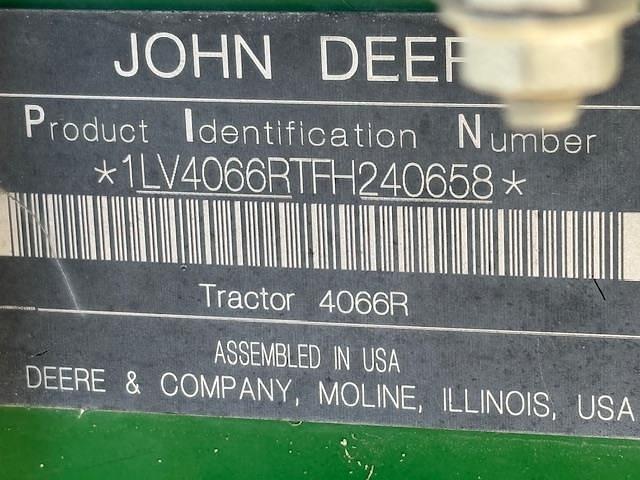 JOHN DEER
Product Identification Number
*1LV4066RTFH240658*
Tractor 4066R
ASSEMBLED IN USA
DEERE & COMPANY, MOLINE, ILLINOIS, USA